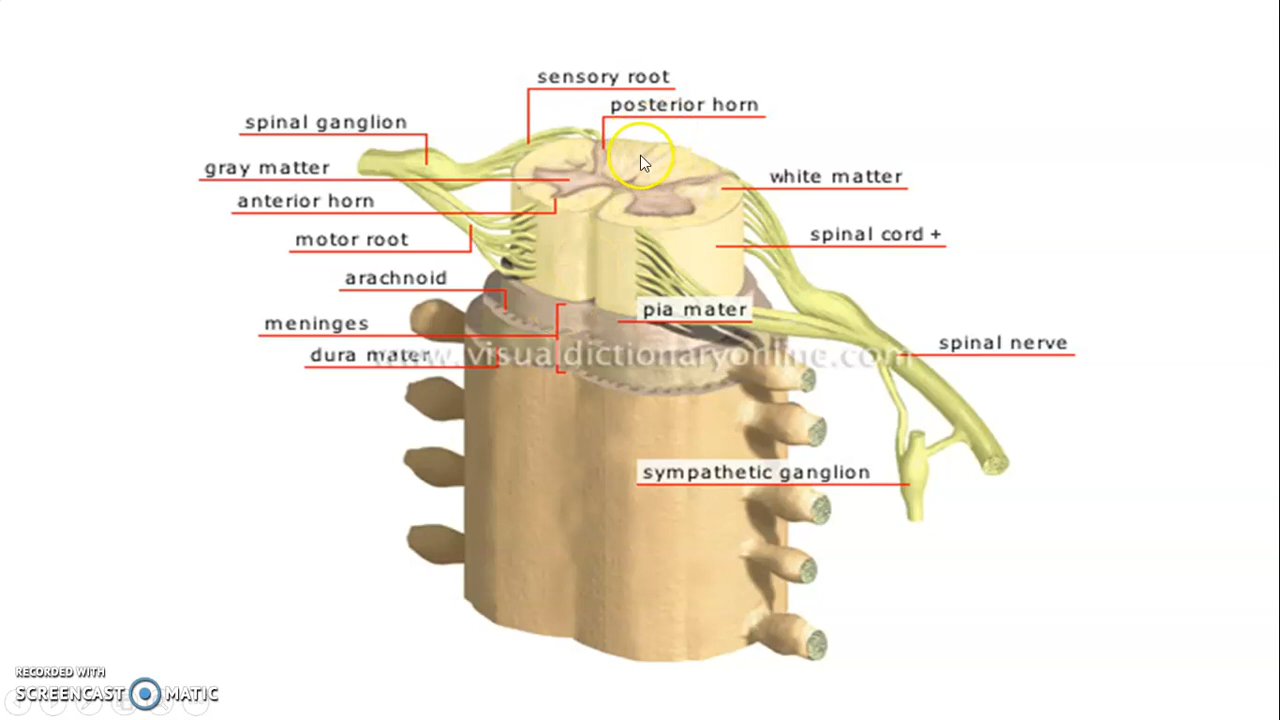 sensory root
posterior horn
spinal ganglion
gray matter
white matter
anterior horn
motor root
spinal cord +
arachnoid
pia mater
meninges
spinal nerve
dura mater
www.visualdictionaryonline.com
sympathetic ganglion
RECORDED WITH
SCREENCAST MATIC